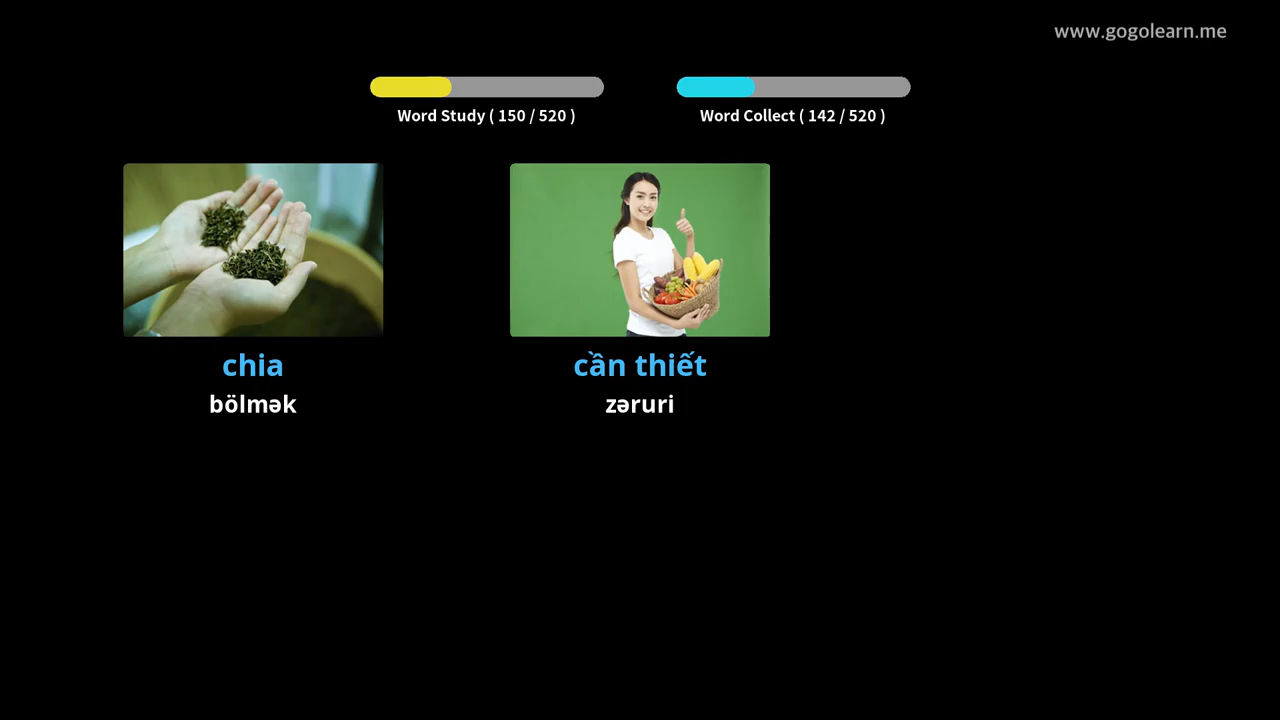 www.gogolearn.me
Word Study ( 150 / 520 )
Word Collect ( 142 / 520 )
chia
bölmək
cần thiết
zəruri